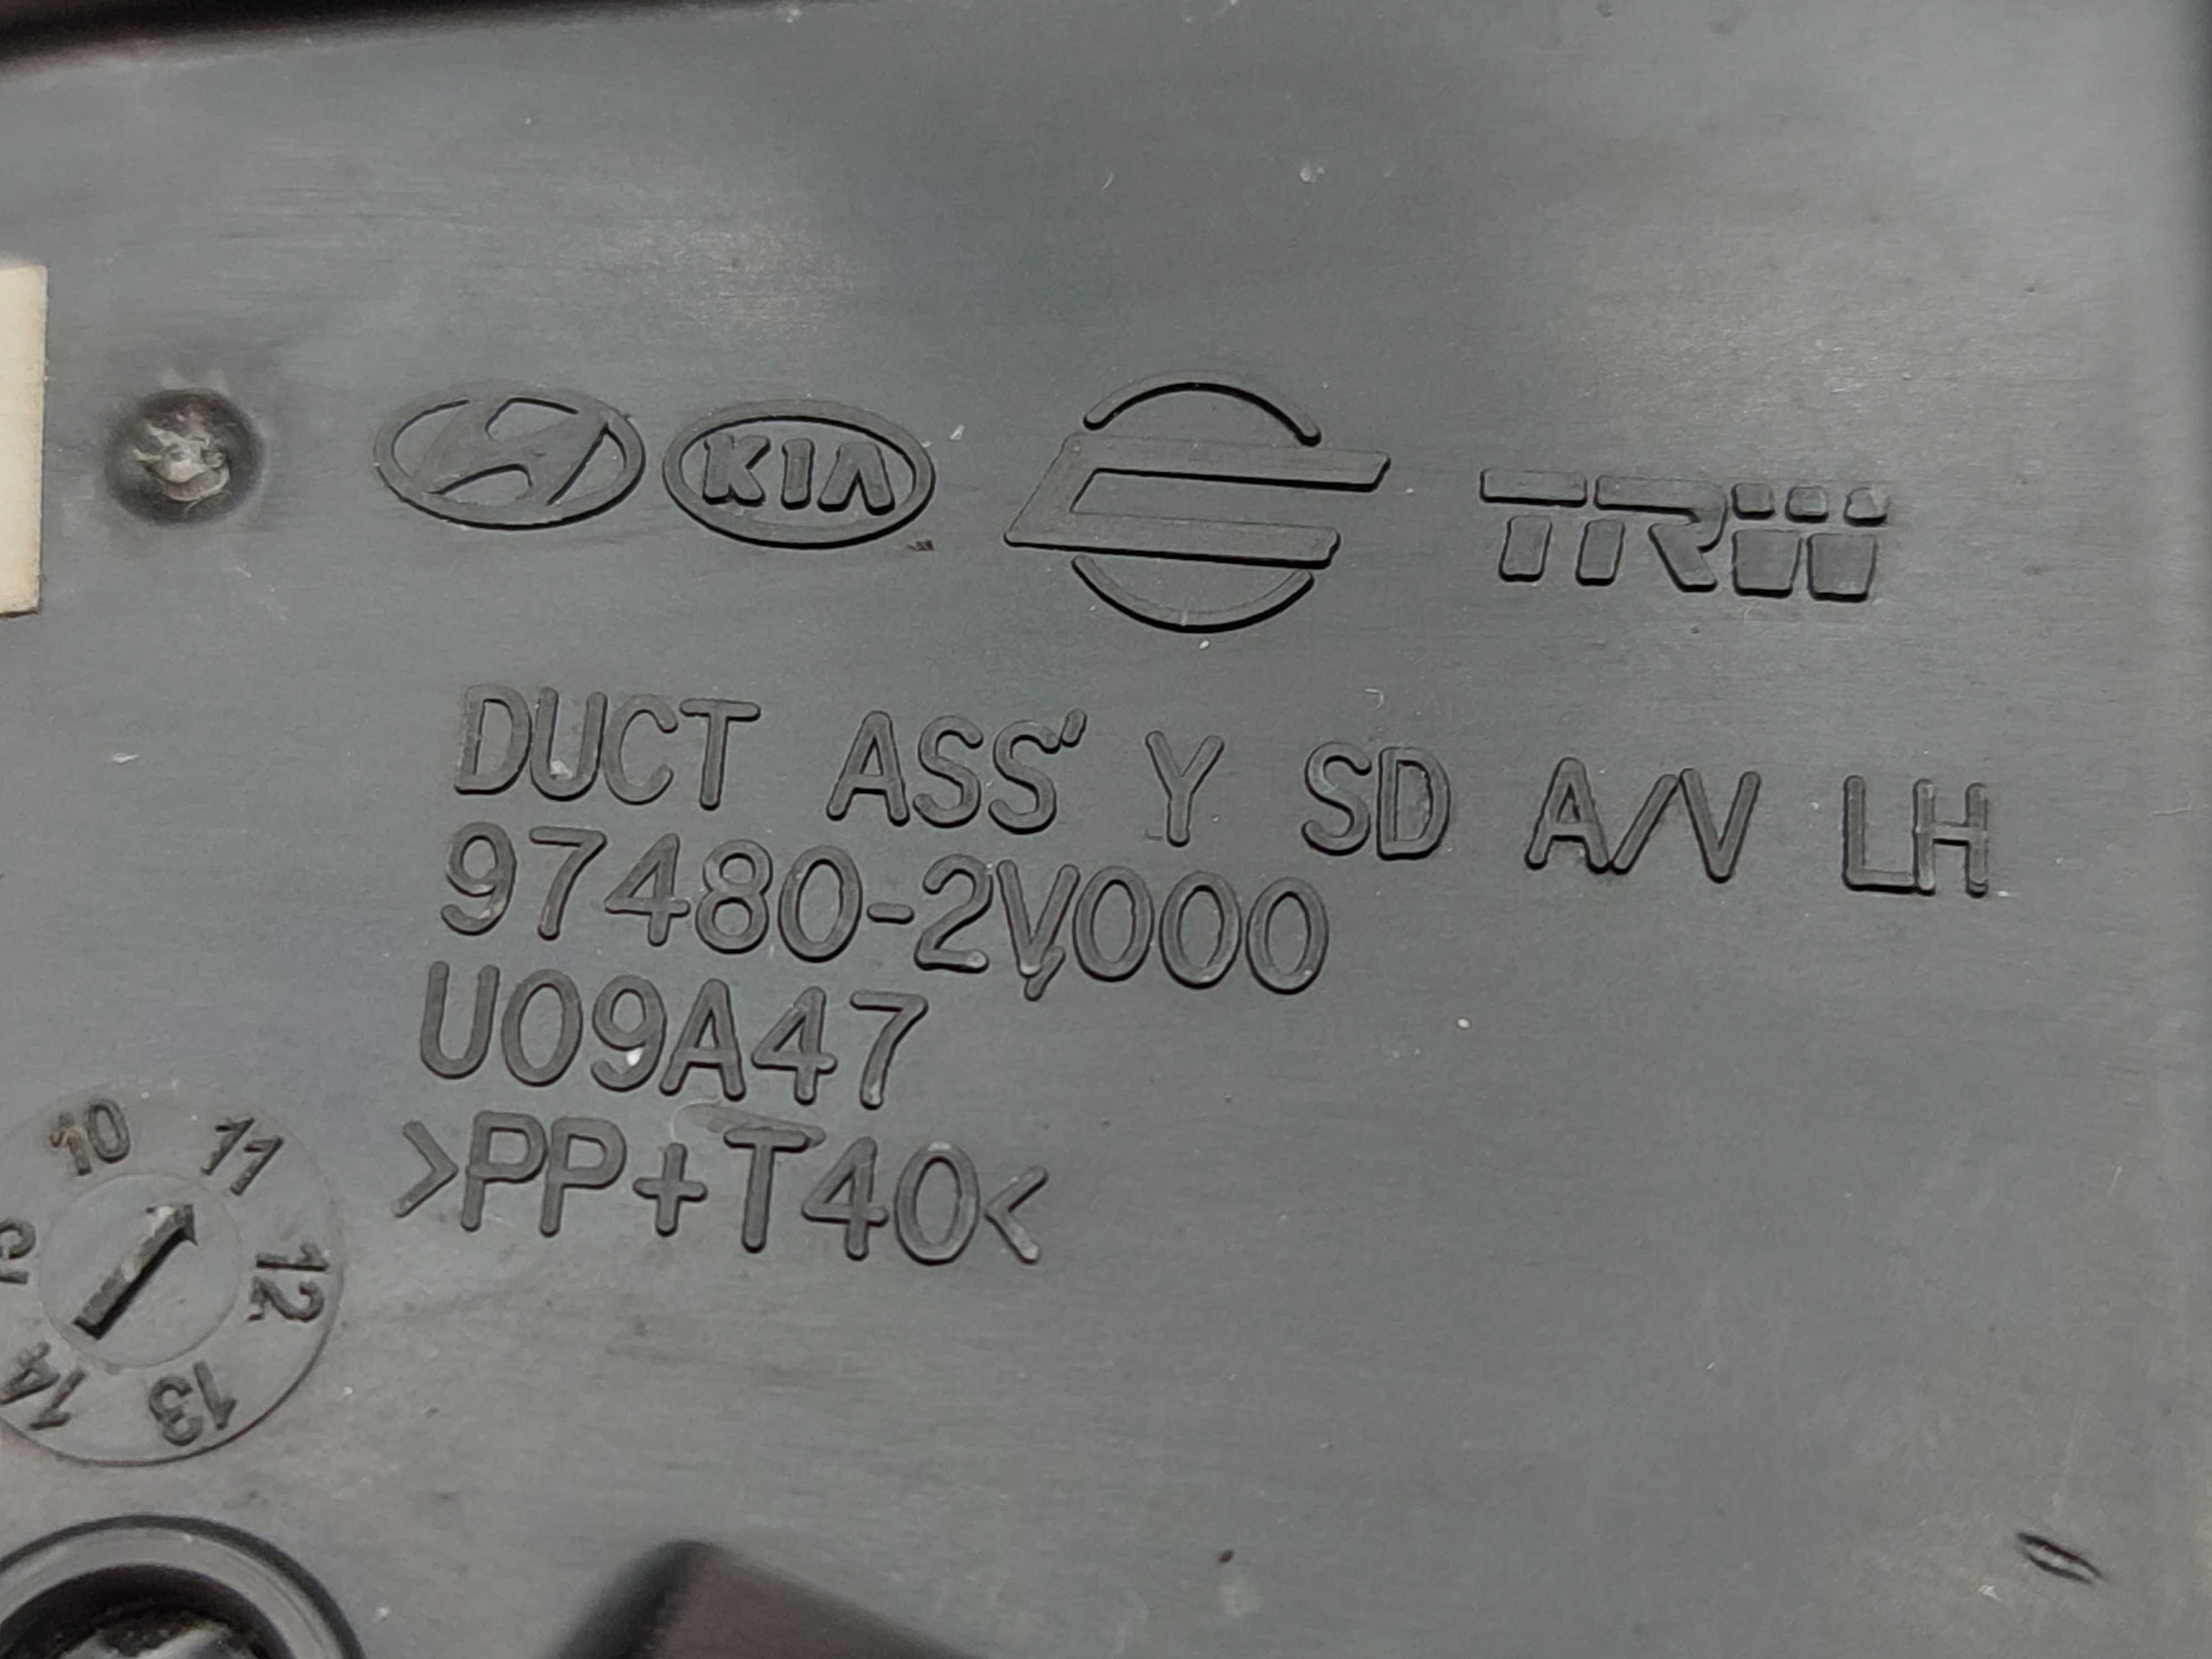 KIA TRW
DUCT ASS'Y SD A/V LH
97480-2V000
U09A47
>PP+T40<
10 11
12
13
14